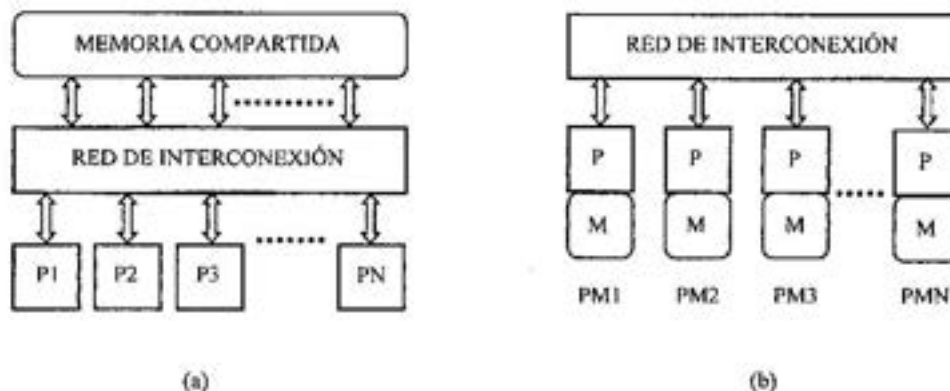 MEMORIA COMPARTIDA
RED DE INTERCONEXIÓN
P1 P2 P3 PN
(a)
RED DE INTERCONEXIÓN
P P P P
M M M M
PM1 PM2 PM3 PMN
(b)